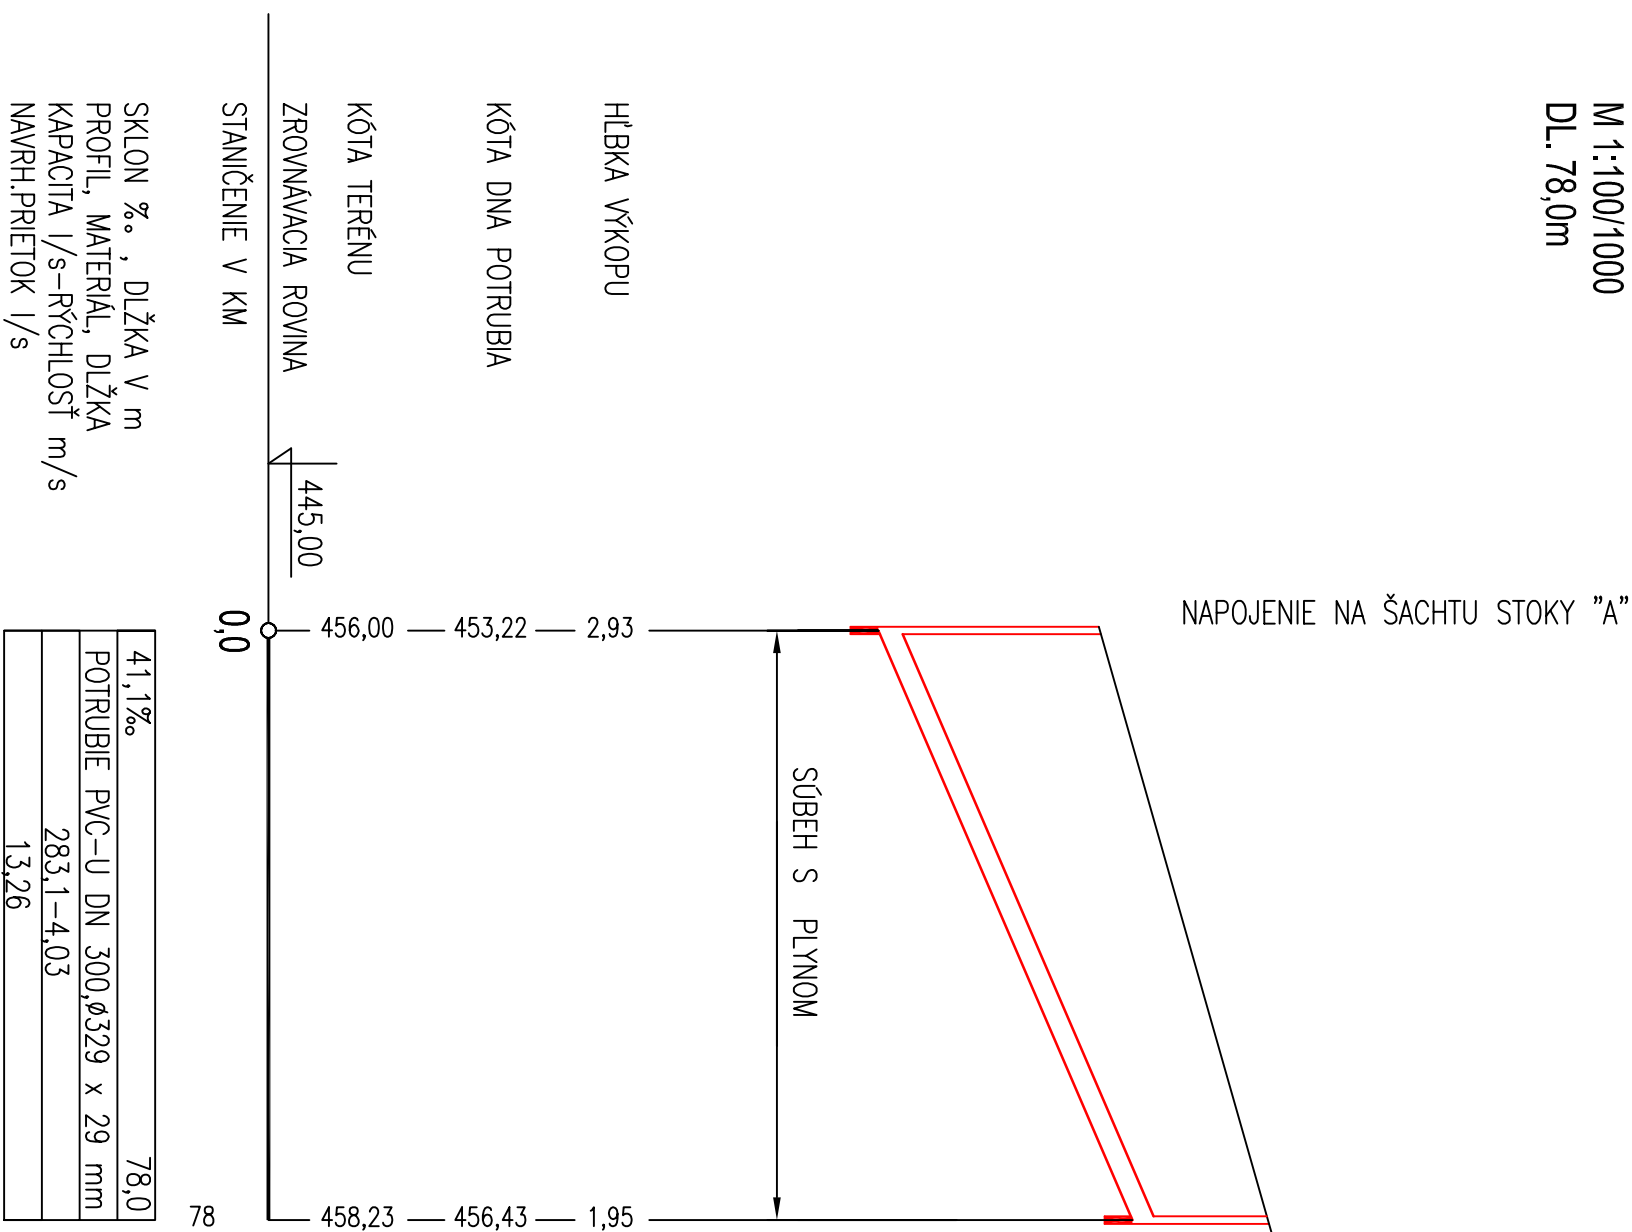 M 1:100/1000
DL. 78,0m
NAPOJENIE NA ŠACHTU STOKY "A"
SÚBEH S PLYNOM
HĹBKA VÝKOPU
2,93
1,95
KÓTA DNA POTRUBIA
453,22
456,43
KÓTA TERÉNU
456,00
458,23
ZROVNÁVACIA ROVINA
445,00
STANIČENIE V KM
0,0
78
SKLON ‰ , DLŽKA V m
41,1‰
78,0
PROFIL, MATERIÁL, DLŽKA
POTRUBIE PVC-U DN 300,Ø329 x 29 mm
KAPACITA l/s-RÝCHLOSŤ m/s
283,1-4,03
NAVRH.PRIETOK l/s
13,26